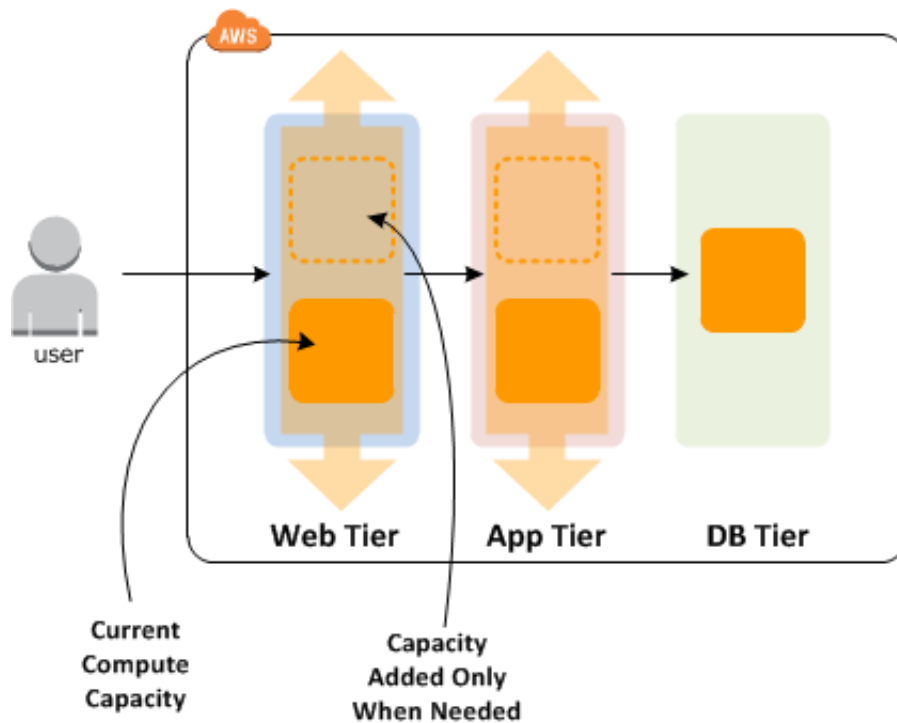 AWS
user
Web Tier
App Tier
DB Tier
Current
Compute
Capacity
Capacity
Added Only
When Needed